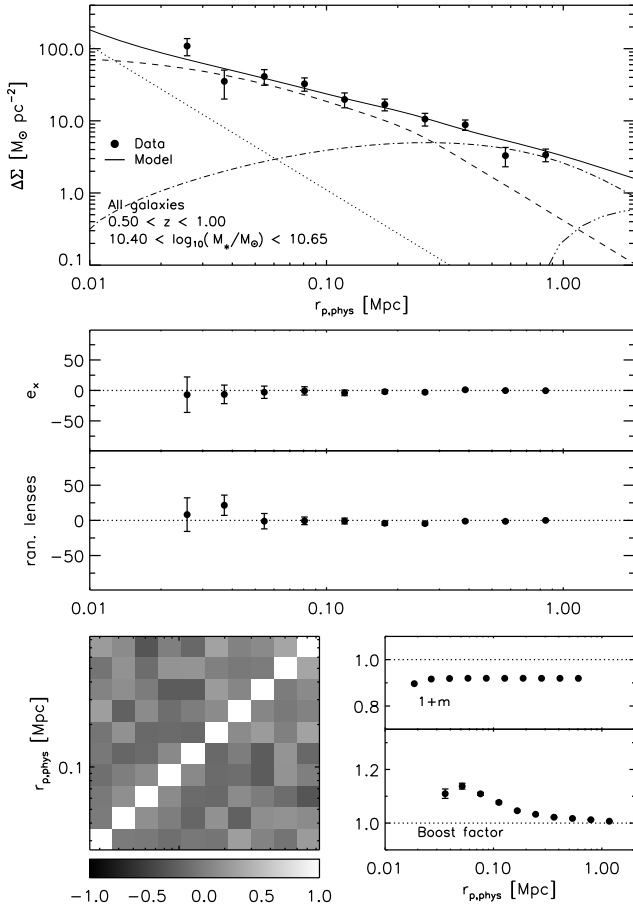 100.0
10.0
1.0
0.1
ΔΣ [M⊙ pc⁻²]
Data
Model
All galaxies
0.50 < z < 1.00
10.40 < log₁₀(M*/M⊙) < 10.65
0.01 0.10 1.00
r_p,phys [Mpc]
50
0
−50
e_x
50
0
−50
ran. lenses
0.01 0.10 1.00
0.1
r_p,phys [Mpc]
−1.0 −0.5 0.0 0.5 1.0
1.0
0.8
1+m
1.2
1.0
Boost factor
0.01 0.10 1.00
r_p,phys [Mpc]